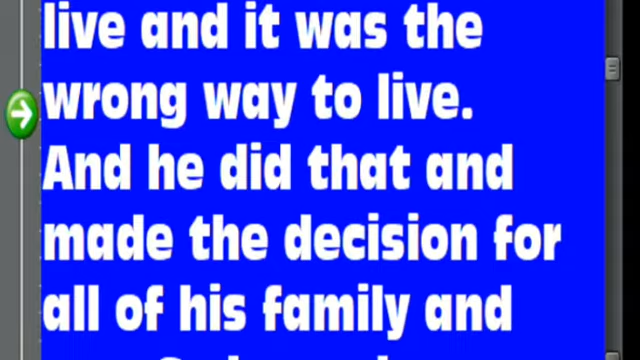 live and it was the
wrong way to live.
And he did that and
made the decision for
all of his family and